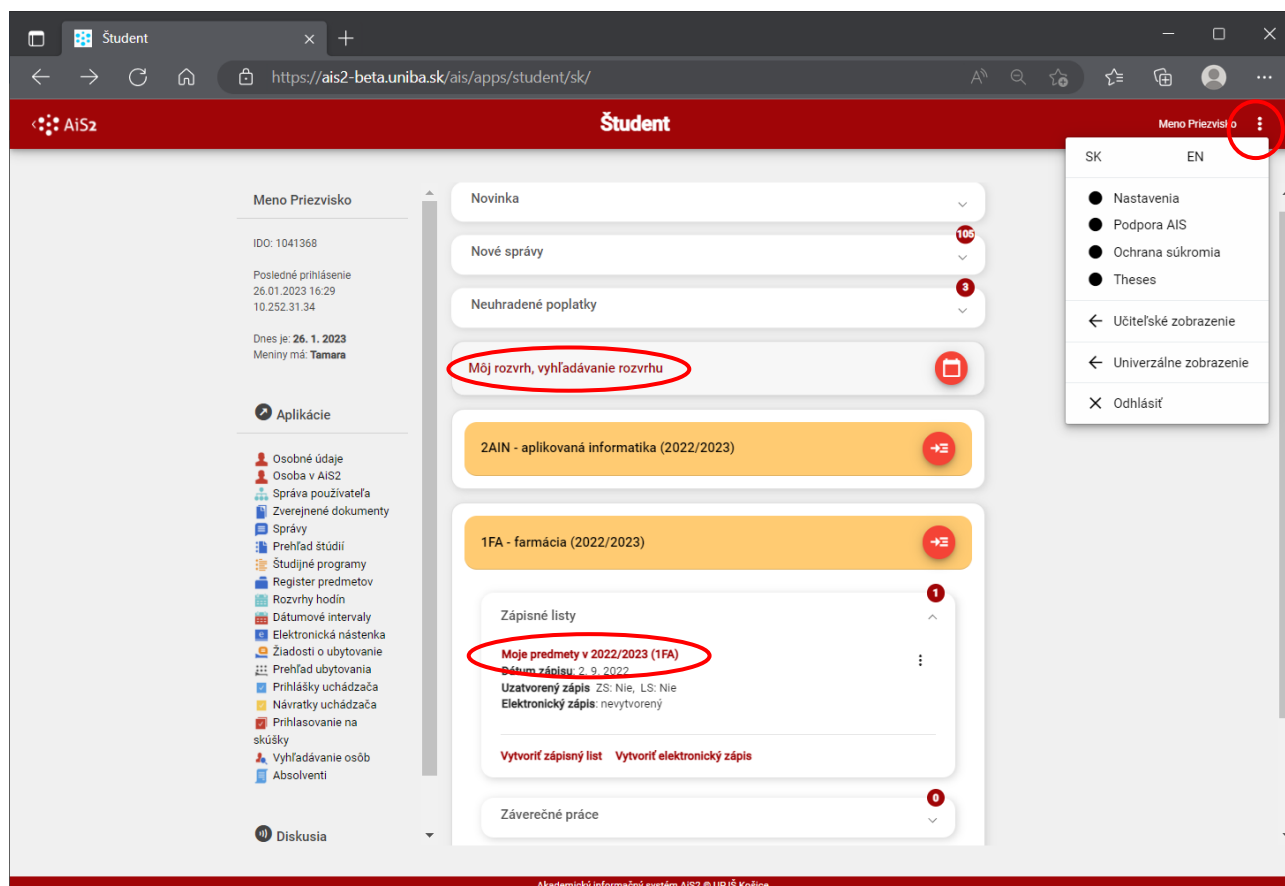 Študent
https://ais2-beta.uniba.sk/ais/apps/student/sk/
AiS2
Študent
Meno Priezvisko
SK EN
Nastavenia
Podpora AIS
Ochrana súkromia
Theses
Učiteľské zobrazenie
Univerzálne zobrazenie
Odhlásiť
Meno Priezvisko
IDO: 1041368
Posledné prihlásenie
26.01.2023 16:29
10.252.31.34
Dnes je: 26. 1. 2023
Meniny má: Tamara
Aplikácie
Osobné údaje
Osoba v AiS2
Správa používateľa
Zverejnené dokumenty
Správy
Prehľad štúdií
Študijné programy
Register predmetov
Rozvrhy hodín
Dátumové intervaly
Elektronická nástenka
Žiadosti o ubytovanie
Prehľad ubytovania
Prihlášky uchádzača
Návratky uchádzača
Prihlasovanie na
skúšky
Vyhľadávanie osôb
Absolventi
Diskusia
Novinka
105
Nové správy
3
Neuhradené poplatky
Môj rozvrh, vyhľadávanie rozvrhu
2AIN - aplikovaná informatika (2022/2023)
1FA - farmácia (2022/2023)
1
Zápisné listy
Moje predmety v 2022/2023 (1FA)
Dátum zápisu: 2. 9. 2022
Uzatvorený zápis ZS: Nie, LS: Nie
Elektronický zápis: nevytvorený
Vytvoriť zápisný list Vytvoriť elektronický zápis
0
Záverečné práce
Akademický informačný systém AiS2 © UPJŠ Košice